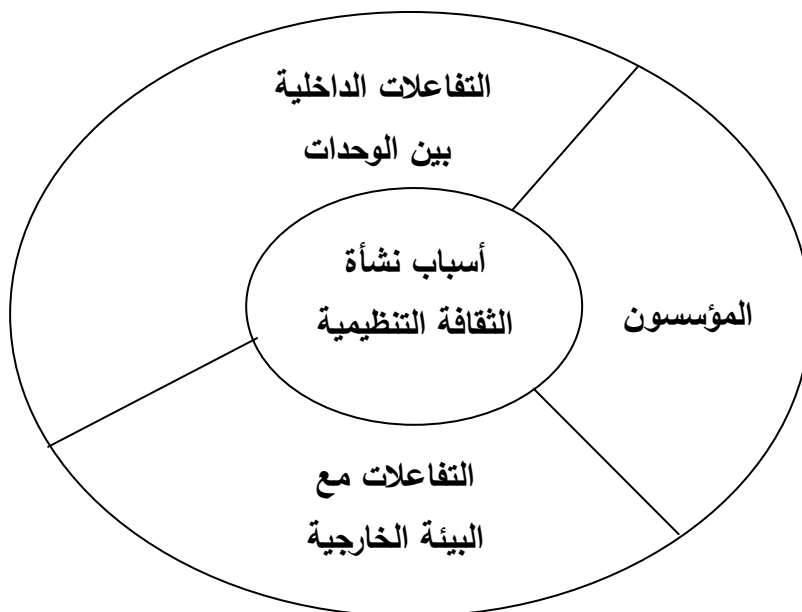 التفاعلات الداخلية
بين الوحدات
أسباب نشأة
الثقافة التنظيمية
المؤسسون
التفاعلات مع
البيئة الخارجية